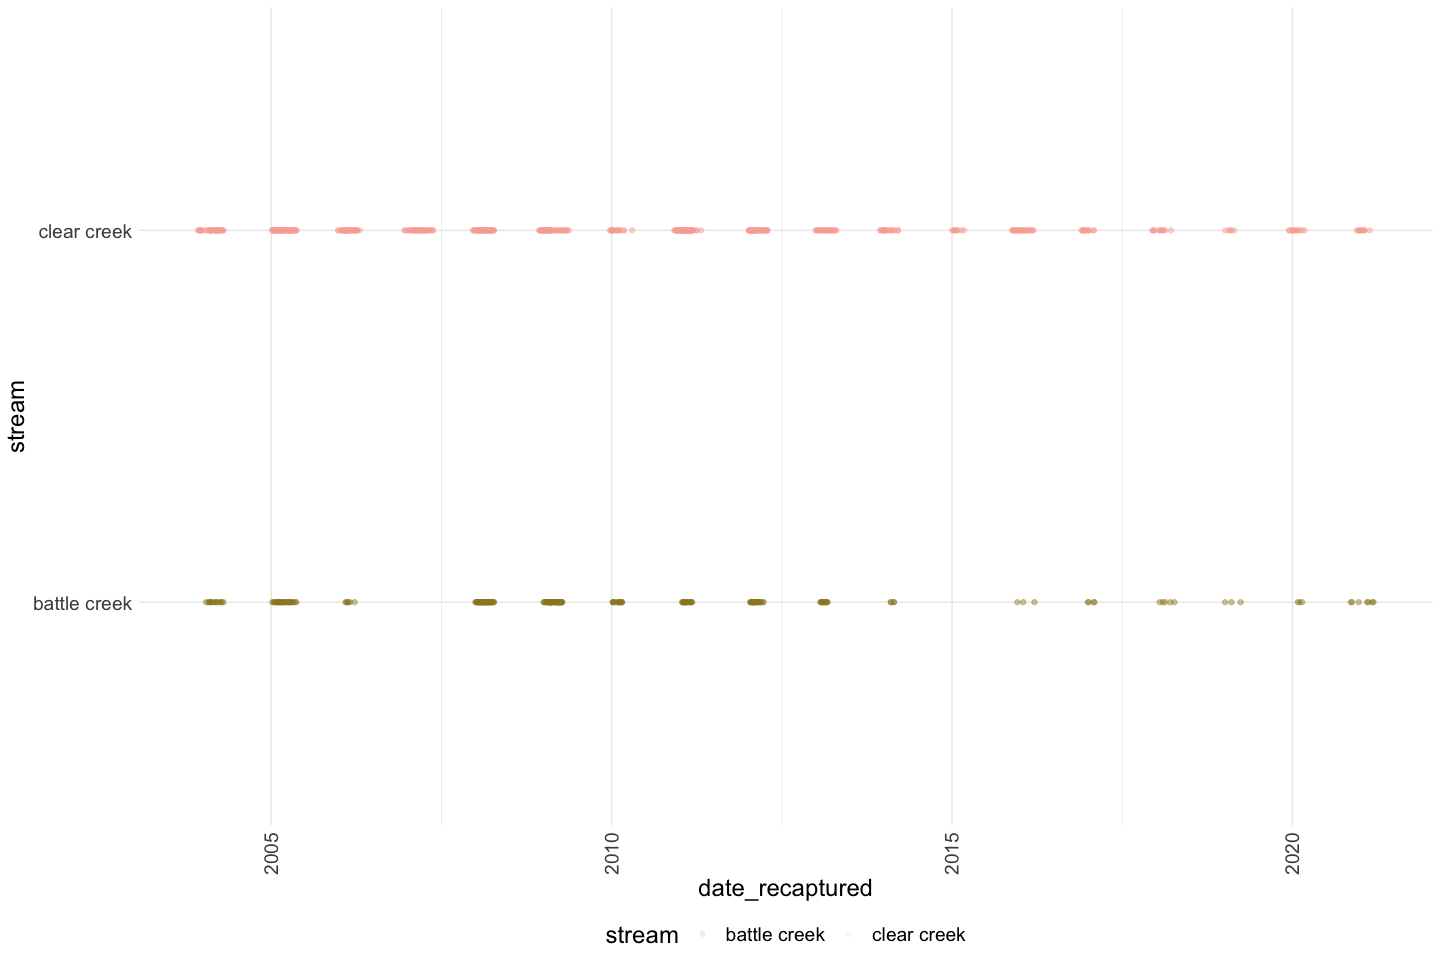 clear creek
stream
battle creek
2005
2010
2015
2020
date_recaptured
stream battle creek clear creek